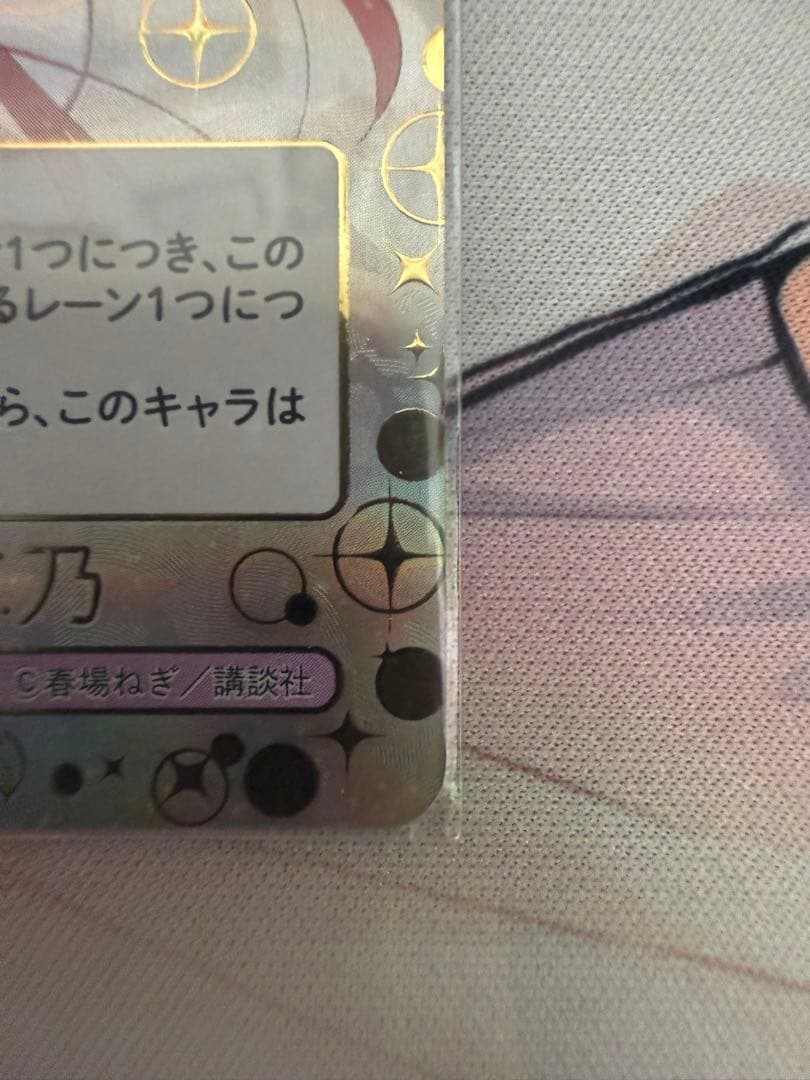 1つにつき、この
るレーン1つにつ
ら、このキャラは
乃
C春場ねぎ／講談社